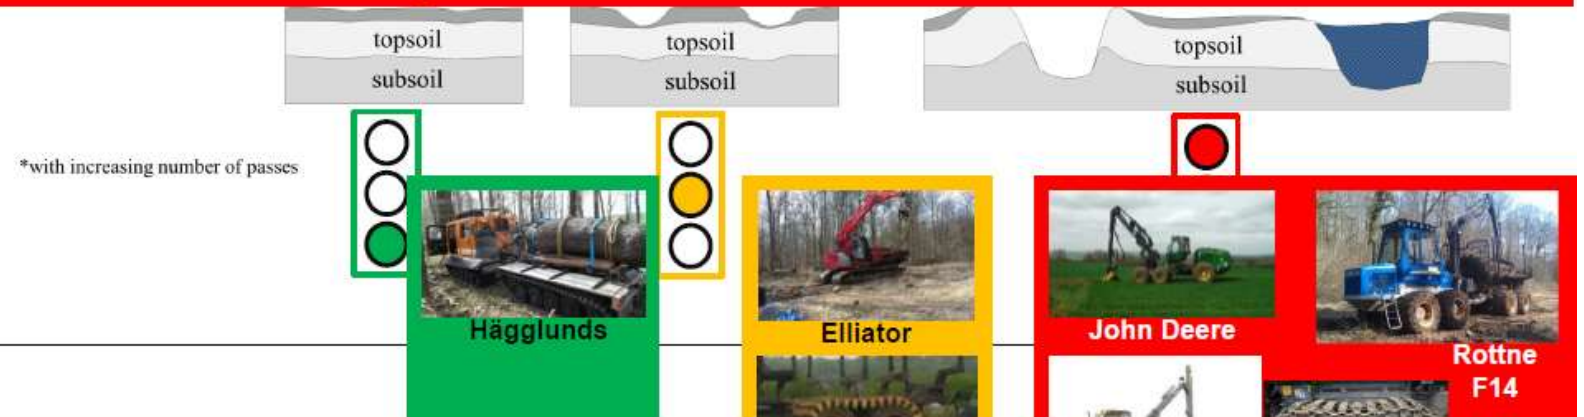 topsoil
subsoil
topsoil
subsoil
topsoil
subsoil
*with increasing number of passes
Hägglunds
Elliator
John Deere
Rottne
F14